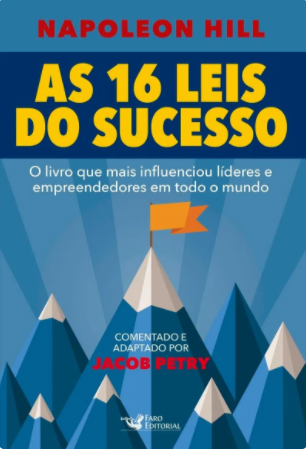 NAPOLEON HILL
AS 16 LEIS
DO SUCESSO
O livro que mais influenciou líderes e
empreendedores em todo o mundo
COMENTADO E
ADAPTADO POR
JACOB PETRY
FARO
EDITORIAL